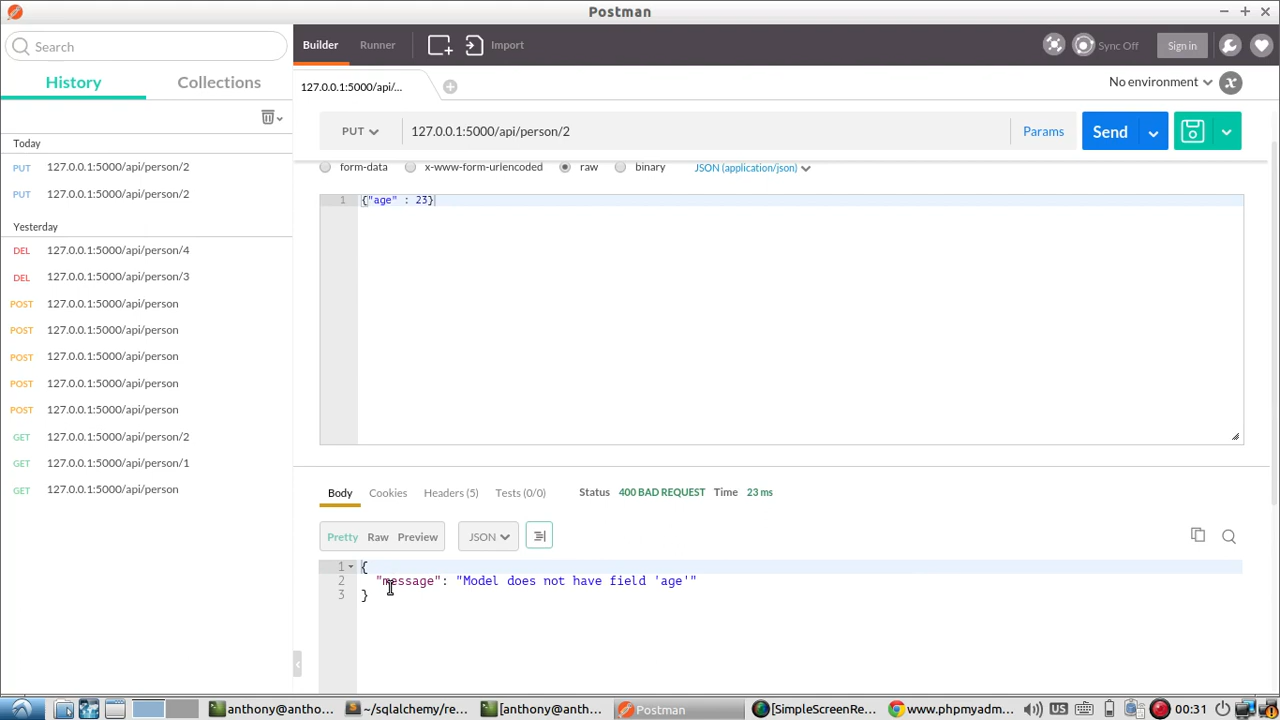 Postman
Search
Builder
Runner
Import
Sync Off
Sign in
History
Collections
127.0.0.1:5000/api/...
No environment
x
PUT
127.0.0.1:5000/api/person/2
Params
Send
Today
PUT 127.0.0.1:5000/api/person/2
PUT 127.0.0.1:5000/api/person/2
Yesterday
DEL 127.0.0.1:5000/api/person/4
DEL 127.0.0.1:5000/api/person/3
POST 127.0.0.1:5000/api/person
POST 127.0.0.1:5000/api/person
POST 127.0.0.1:5000/api/person
POST 127.0.0.1:5000/api/person
POST 127.0.0.1:5000/api/person
GET 127.0.0.1:5000/api/person/2
GET 127.0.0.1:5000/api/person/1
GET 127.0.0.1:5000/api/person
form-data x-www-form-urlencoded raw binary JSON (application/json)
1 {"age" : 23}
Body Cookies Headers (5) Tests (0/0) Status 400 BAD REQUEST Time 23 ms
Pretty Raw Preview JSON
1 {
2 "message": "Model does not have field 'age'"
3 }
anthony@antho... ~/sqlalchemy/re... [anthony@anth... Postman [SimpleScreenRe... www.phpmyadm... US 00:31